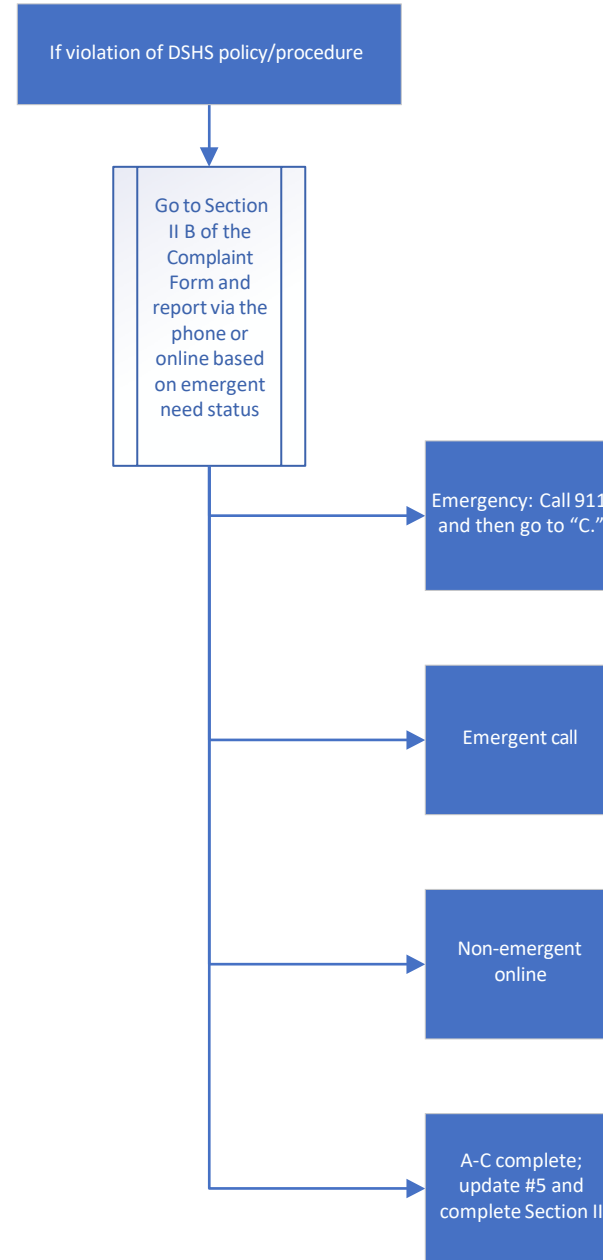 If violation of DSHS policy/procedure
Go to Section
II B of the
Complaint
Form and
report via the
phone or
online based
on emergent
need status
Emergency: Call 911
and then go to “C.”
Emergent call
Non-emergent
online
A-C complete;
update #5 and
complete Section II